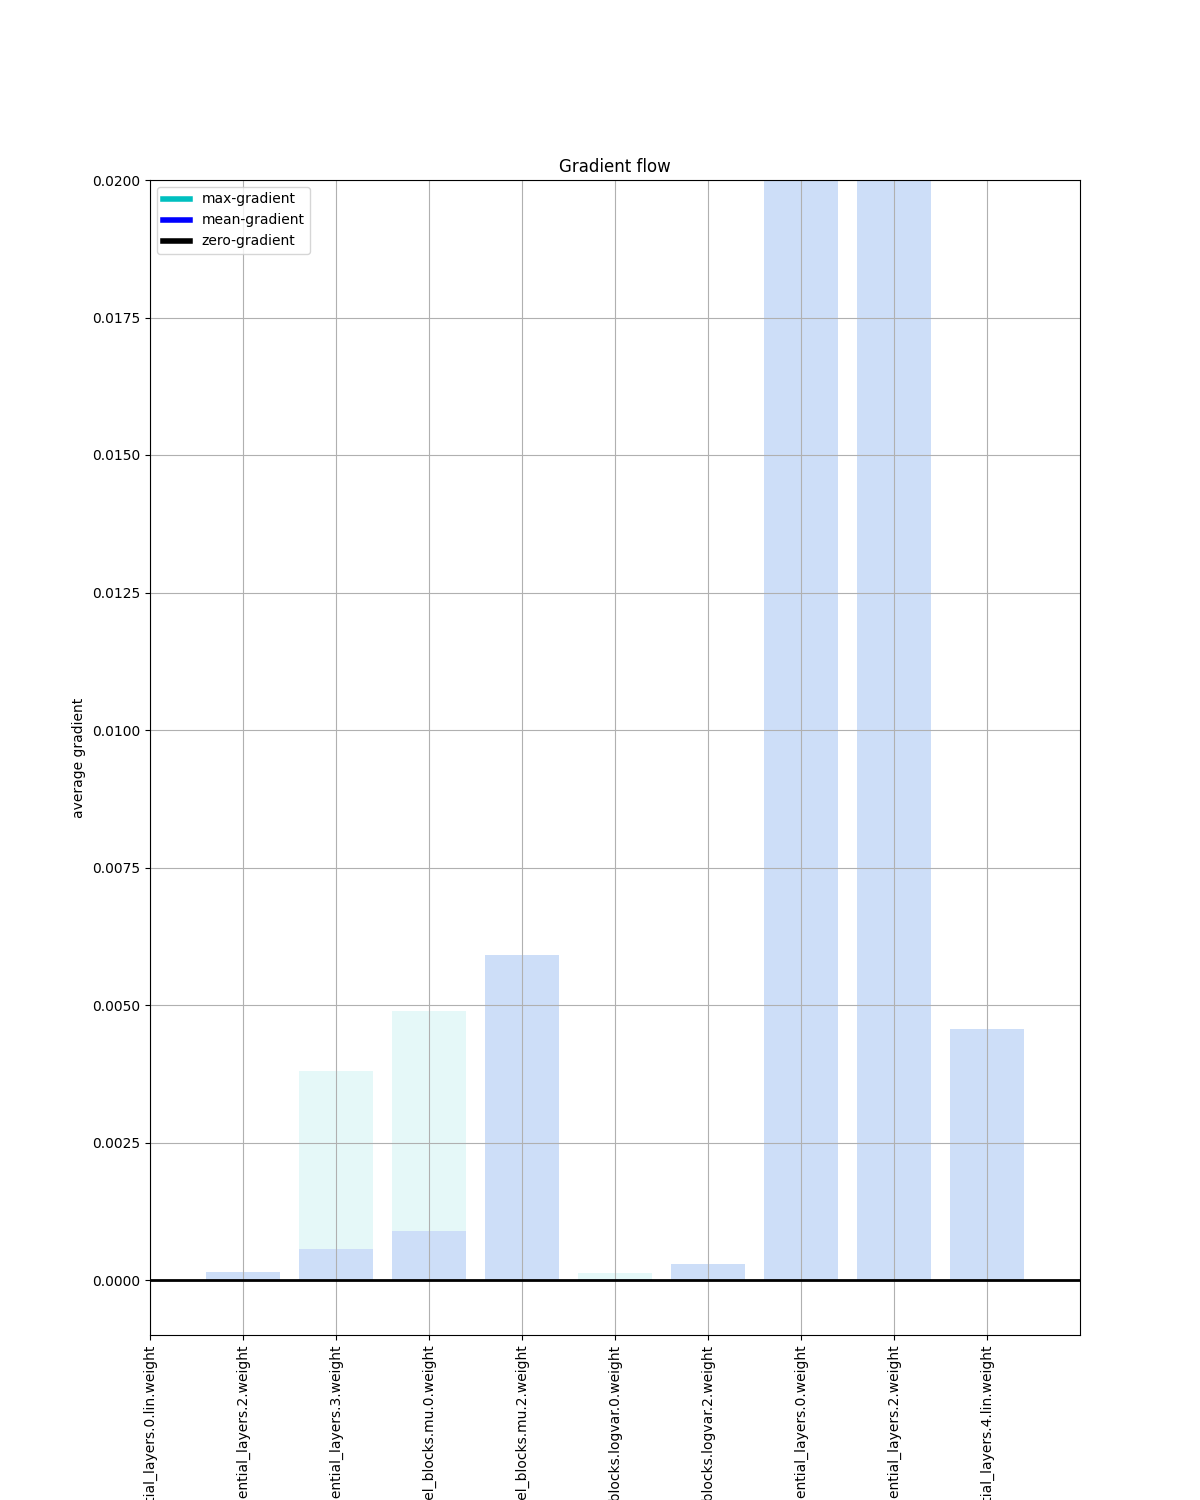 Gradient flow
max-gradient
mean-gradient
zero-gradient
0.0200
0.0175
0.0150
0.0125
0.0100
0.0075
0.0050
0.0025
0.0000
average gradient
tial_layers.0.lin.weight
ential_layers.2.weight
ential_layers.3.weight
el_blocks.mu.0.weight
el_blocks.mu.2.weight
blocks.logvar.0.weight
blocks.logvar.2.weight
ential_layers.0.weight
ential_layers.2.weight
tial_layers.4.lin.weight